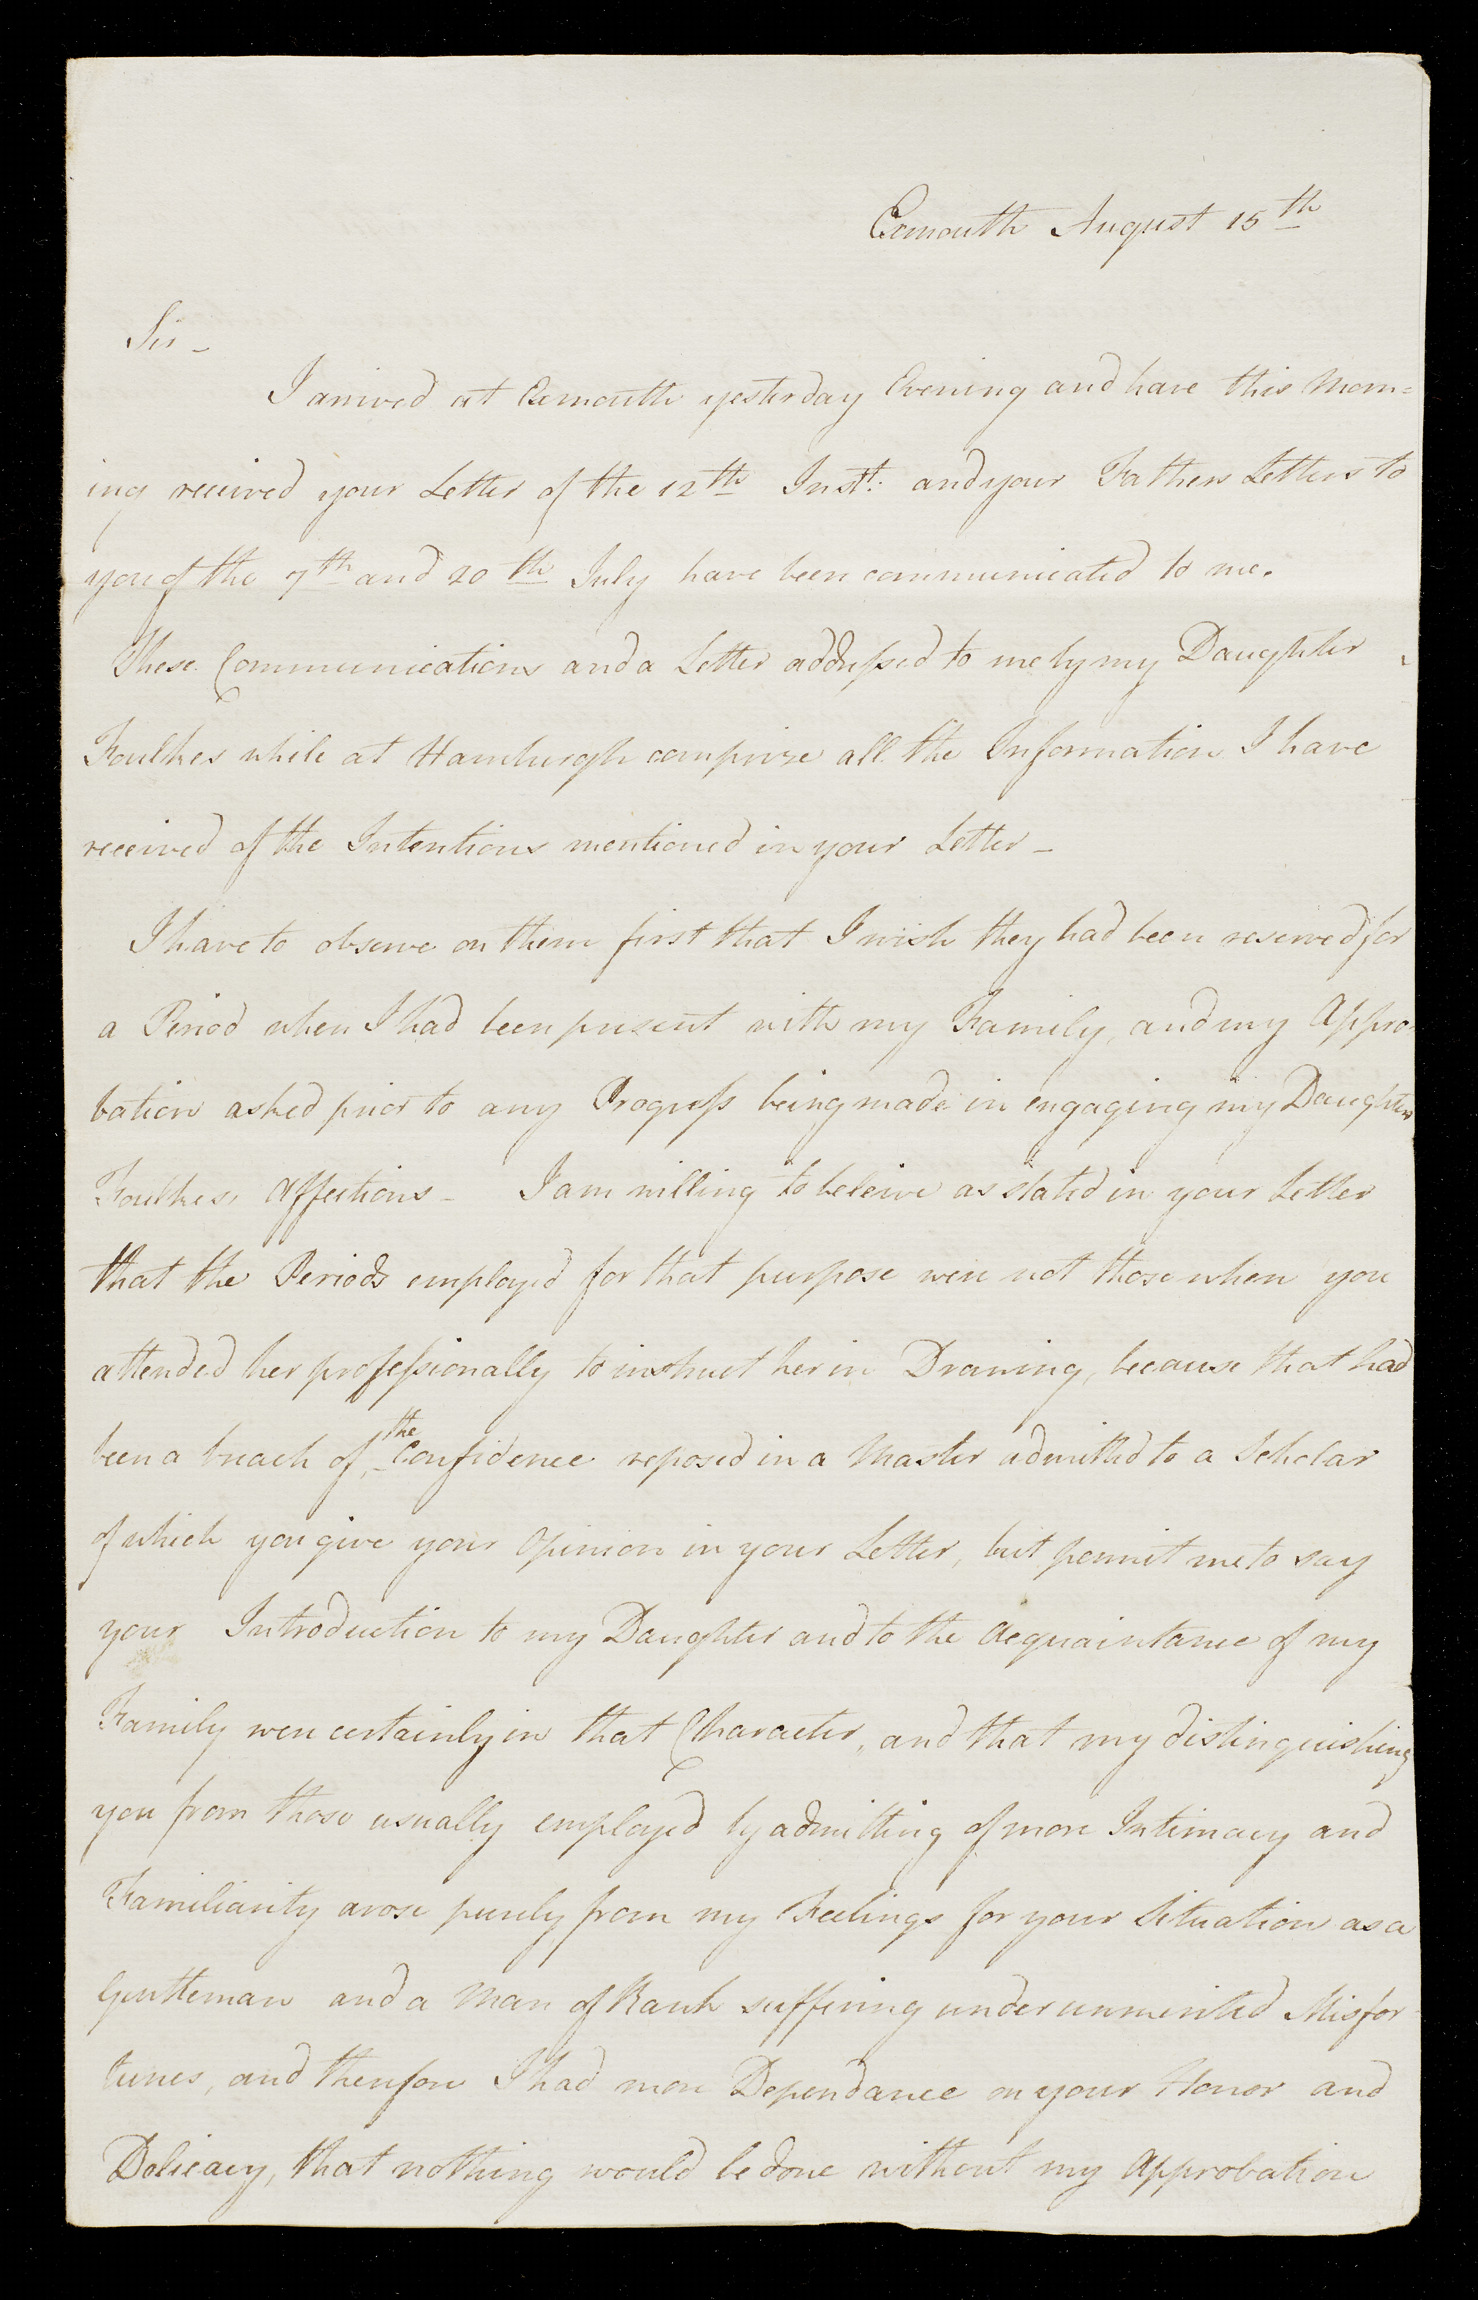 Exmouth August 15th
Sir -
I arrived at Exmouth yesterday Evening and have this Morn=
ing received your Letter of the 12th Inst: and your Fathers Letters to
you of the 7th and 20th July have been communicated to me.
These Communications and a Letter addressed to me by my Daughter
Foulkes while at Hamburgh comprize all the Information I have
received of the Intentions mentioned in your Letter -
I have to observe on them first that I wish they had been reserved for
a Period when I had been present with my Family, and my Appro-
bation asked prior to any Progress being made in engaging my Daughter
Foulkes, Affections - I am willing to beleive as stated in your Letter
that the Periods employed for that purpose were not those when you
attended her professionally to instruct her in Drawing, because that had
been a breach of the Confidence reposed in a Master admitted to a Scholar
of which you give your Opinion in your Letter, but permit me to say
your Introduction to my Daughter and to the Acquaintance of my
Family were certainly in that Character, and that my distinguishing
you from those usually employed by admitting of more Intimacy and
Familiarity arose purely from my Feelings for your Situation as a
Gentleman and a Man of Rank suffering under unmerited Misfor-
tunes, and therefore I had more Dependance on your Honor and
Delicacy, that nothing would be done without my Approbation